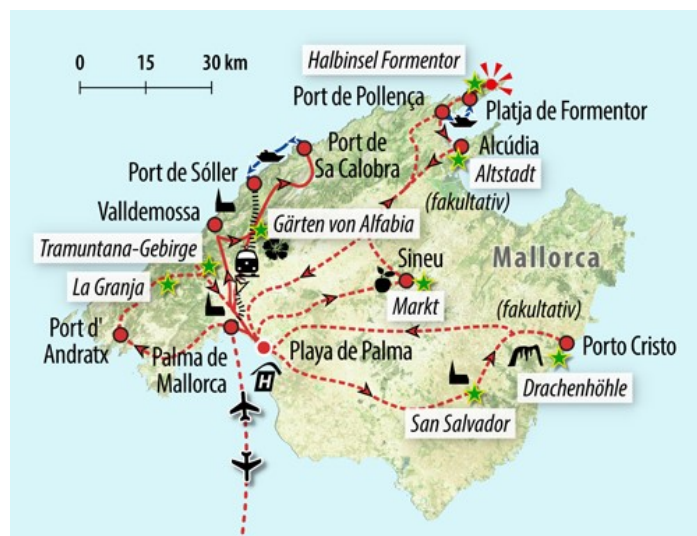 0 15 30 km
Halbinsel Formentor
Port de Pollença
Platja de Formentor
Port de
Sa Calobra
Alcúdia
Altstadt
Port de Sóller
(fakultativ)
Valldemossa
Gärten von Alfabia
Mallorca
Tramuntana-Gebirge
Sineu
La Granja
Markt
(fakultativ)
Port d'
Andratx
Palma de
Mallorca
Playa de Palma
Porto Cristo
H
Drachenhöhle
San Salvador